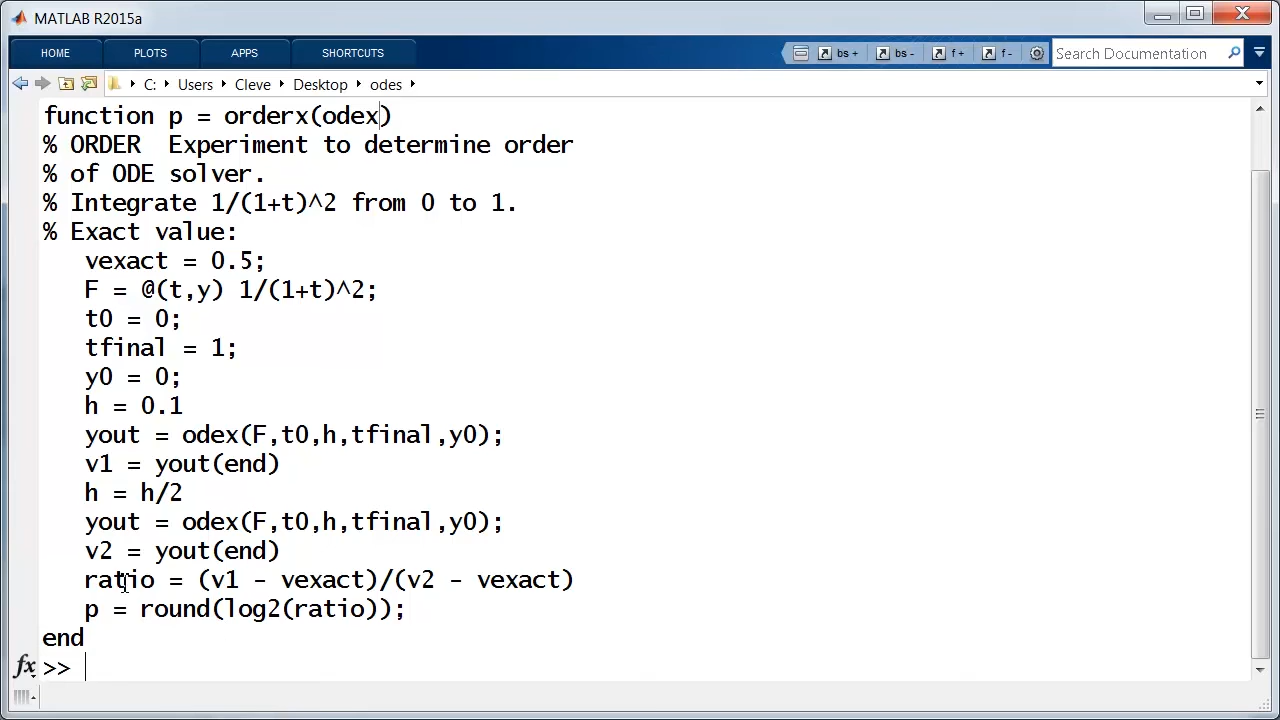 MATLAB R2015a
HOME PLOTS APPS SHORTCUTS bs + bs - f + f - Search Documentation
C: Users Cleve Desktop odes
function p = orderx(odex)
% ORDER  Experiment to determine order
% of ODE solver.
% Integrate 1/(1+t)^2 from 0 to 1.
% Exact value:
   vexact = 0.5;
   F = @(t,y) 1/(1+t)^2;
   t0 = 0;
   tfinal = 1;
   y0 = 0;
   h = 0.1
   yout = odex(F,t0,h,tfinal,y0);
   v1 = yout(end)
   h = h/2
   yout = odex(F,t0,h,tfinal,y0);
   v2 = yout(end)
   ratio = (v1 - vexact)/(v2 - vexact)
   p = round(log2(ratio));
end
fx >>